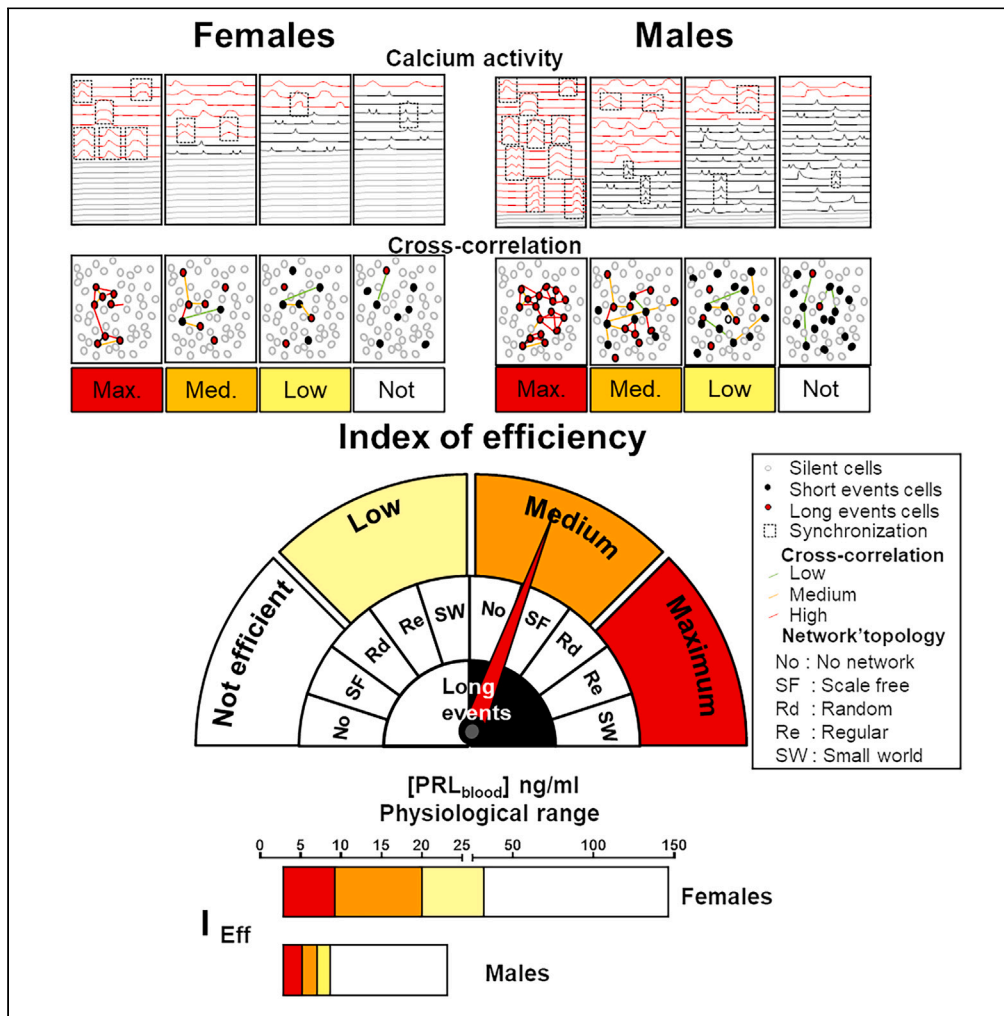 Females
Males
Calcium activity
Cross-correlation
Max.
Med.
Low
Not
Max.
Med.
Low
Not
Index of efficiency
Not efficient
Low
Medium
Maximum
No
SF
Rd
Re
SW
No
SF
Rd
Re
SW
Long
events
Silent cells
Short events cells
Long events cells
Synchronization
Cross-correlation
Low
Medium
High
Network'topology
No : No network
SF : Scale free
Rd : Random
Re : Regular
SW : Small world
[PRLblood] ng/ml
Physiological range
0 5 10 20 25 50 100 150
Females
I Eff
Males